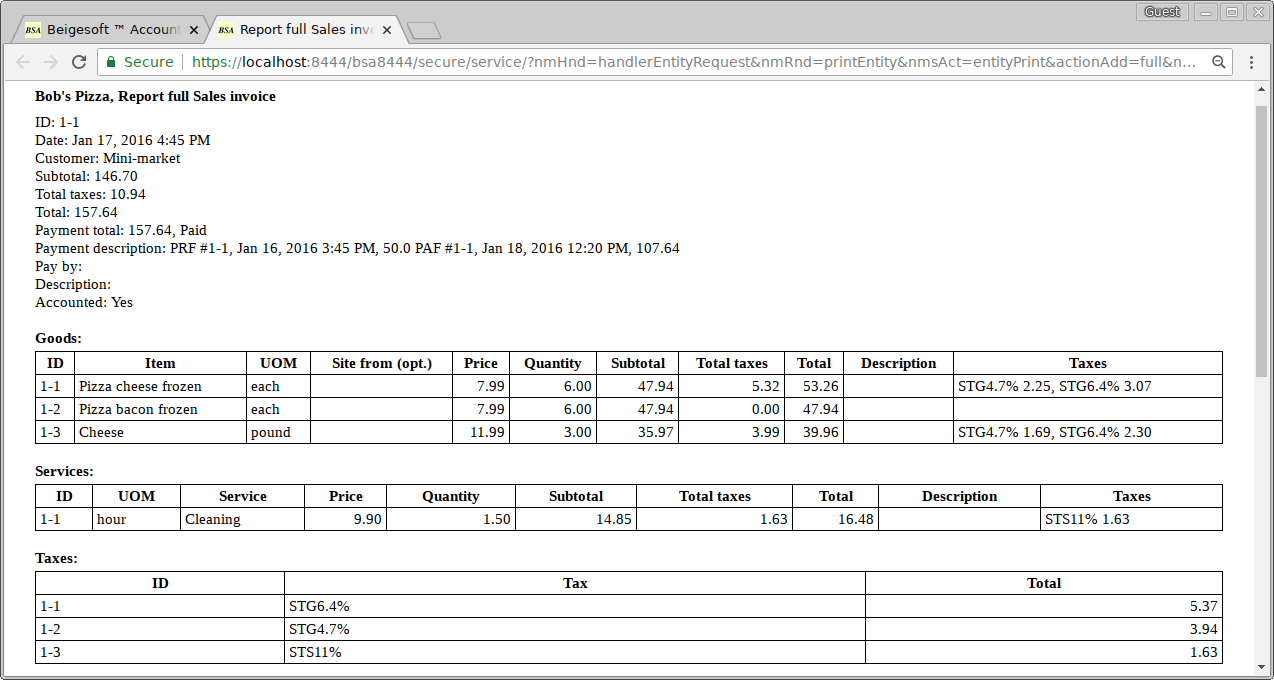 Guest
BSA Beigesoft ™ Accoun
BSA Report full Sales invo
Secure https://localhost:8444/bsa8444/secure/service/?nmHnd=handlerEntityRequest&nmRnd=printEntity&nmsAct=entityPrint&actionAdd=full&n...
Bob's Pizza, Report full Sales invoice
ID: 1-1
Date: Jan 17, 2016 4:45 PM
Customer: Mini-market
Subtotal: 146.70
Total taxes: 10.94
Total: 157.64
Payment total: 157.64, Paid
Payment description: PRF #1-1, Jan 16, 2016 3:45 PM, 50.0 PAF #1-1, Jan 18, 2016 12:20 PM, 107.64
Pay by:
Description:
Accounted: Yes
Goods:
ID Item UOM Site from (opt.) Price Quantity Subtotal Total taxes Total Description Taxes
1-1 Pizza cheese frozen each 7.99 6.00 47.94 5.32 53.26 STG4.7% 2.25, STG6.4% 3.07
1-2 Pizza bacon frozen each 7.99 6.00 47.94 0.00 47.94
1-3 Cheese pound 11.99 3.00 35.97 3.99 39.96 STG4.7% 1.69, STG6.4% 2.30
Services:
ID UOM Service Price Quantity Subtotal Total taxes Total Description Taxes
1-1 hour Cleaning 9.90 1.50 14.85 1.63 16.48 STS11% 1.63
Taxes:
ID Tax Total
1-1 STG6.4% 5.37
1-2 STG4.7% 3.94
1-3 STS11% 1.63